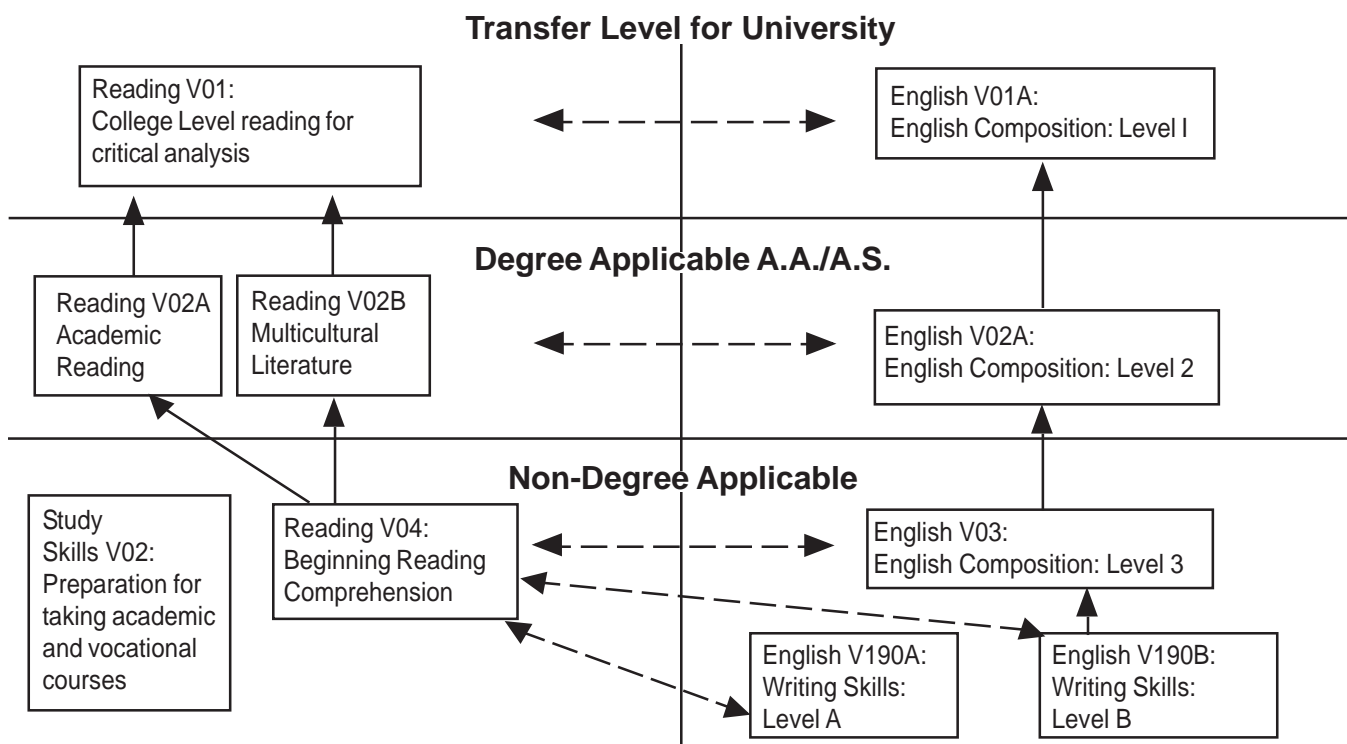 Transfer Level for University
Reading V01:
College Level reading for
critical analysis
English V01A:
English Composition: Level I
Degree Applicable A.A./A.S.
Reading V02A
Academic
Reading
Reading V02B
Multicultural
Literature
English V02A:
English Composition: Level 2
Non-Degree Applicable
Study
Skills V02:
Preparation for
taking academic
and vocational
courses
Reading V04:
Beginning Reading
Comprehension
English V03:
English Composition: Level 3
English V190A:
Writing Skills:
Level A
English V190B:
Writing Skills:
Level B